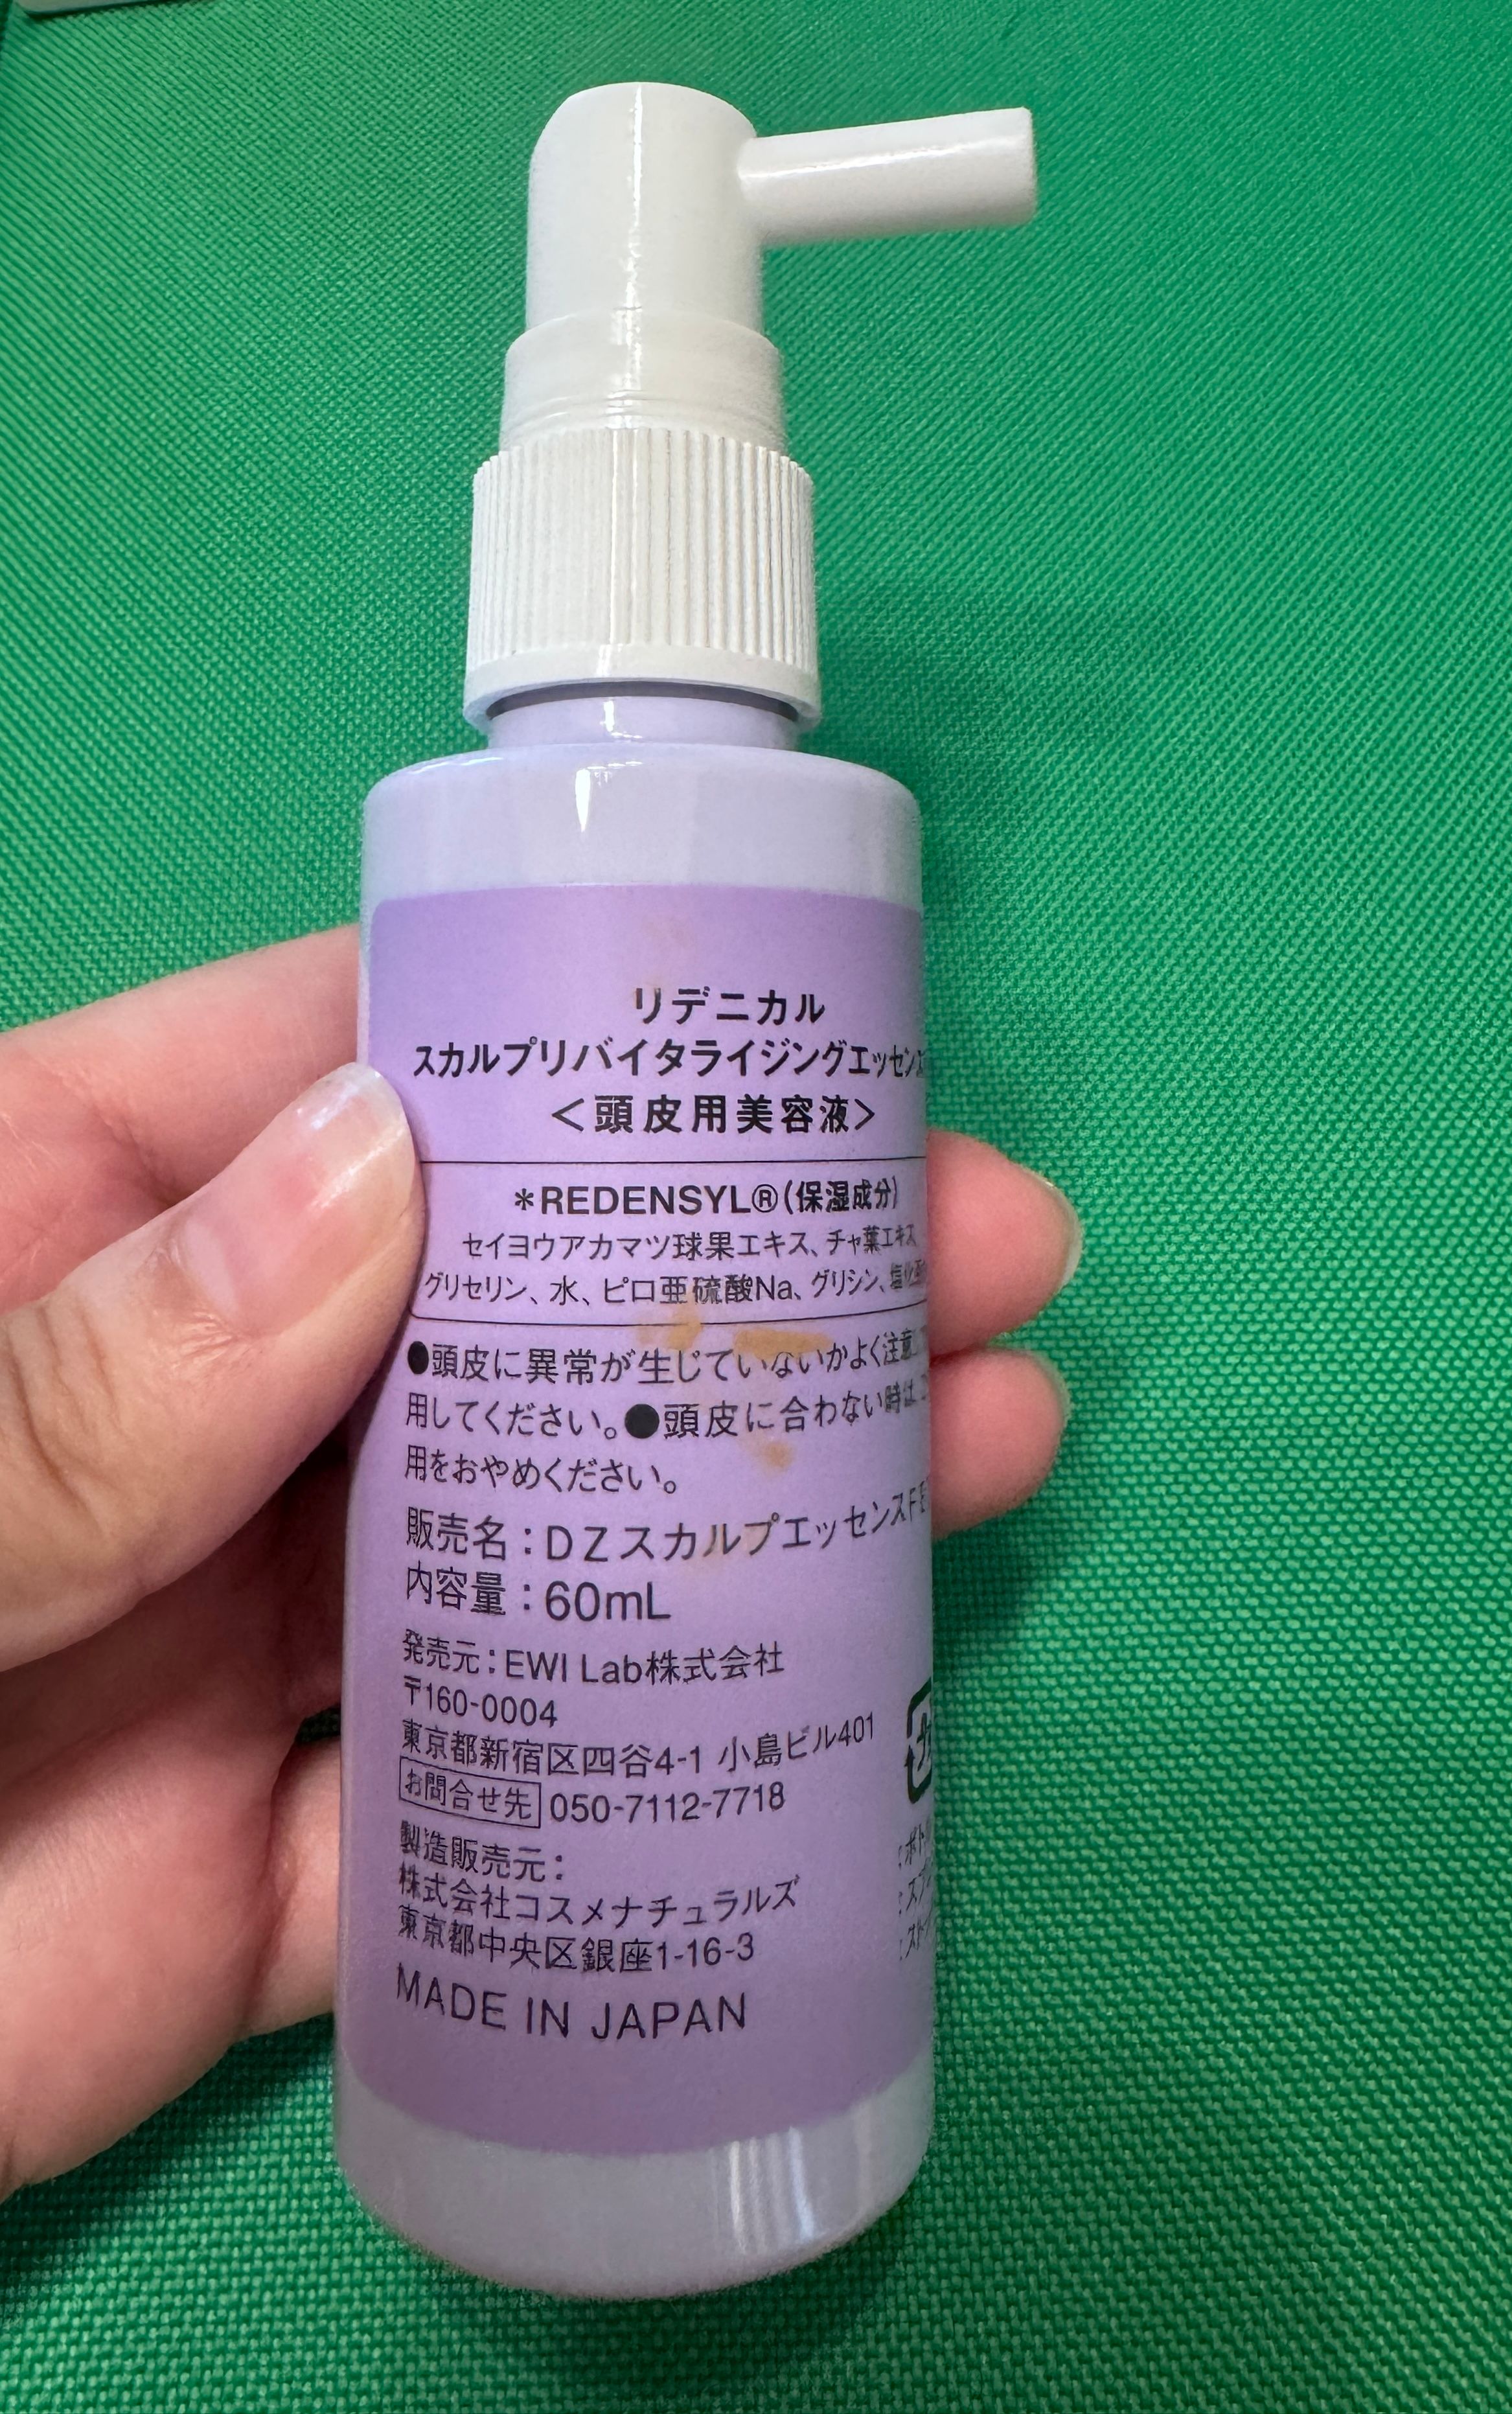 リデニカル
スカルプリバイタライジングエッセンス
<頭皮用美容液>
*REDENSYL®(保湿成分)
セイヨウアカマツ球果エキス、チャ葉エキス
グリセリン、水、ピロ亜硫酸Na、グリシン、塩化亜
●頭皮に異常が生じていないかよく注意
用してください。●頭皮に合わない時は
用をおやめください。
販売名:DZスカルプエッセンスF
内容量:60mL
発売元:EWI Lab株式会社
〒160-0004
東京都新宿区四谷4-1 小島ビル401
お問合せ先 050-7112-7718
製造販売元:
株式会社コスメナチュラルズ
東京都中央区銀座1-16-3
MADE IN JAPAN